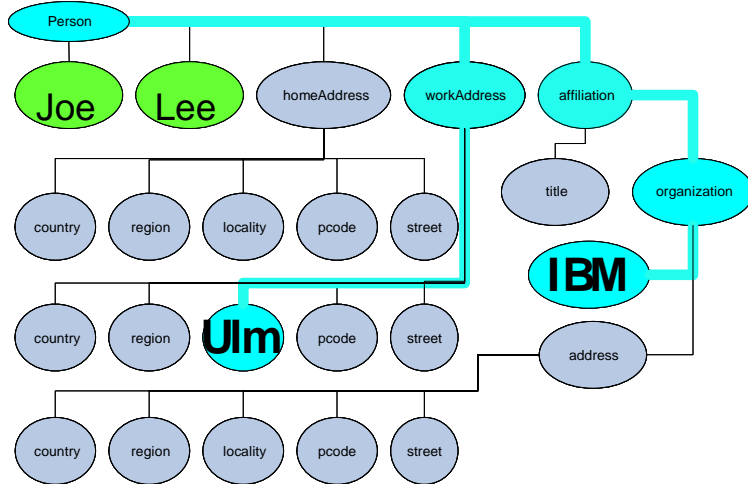 Person
Joe
Lee
homeAddress
workAddress
affiliation
country
region
locality
pcode
street
title
organization
IBM
country
region
Ulm
pcode
street
address
country
region
locality
pcode
street